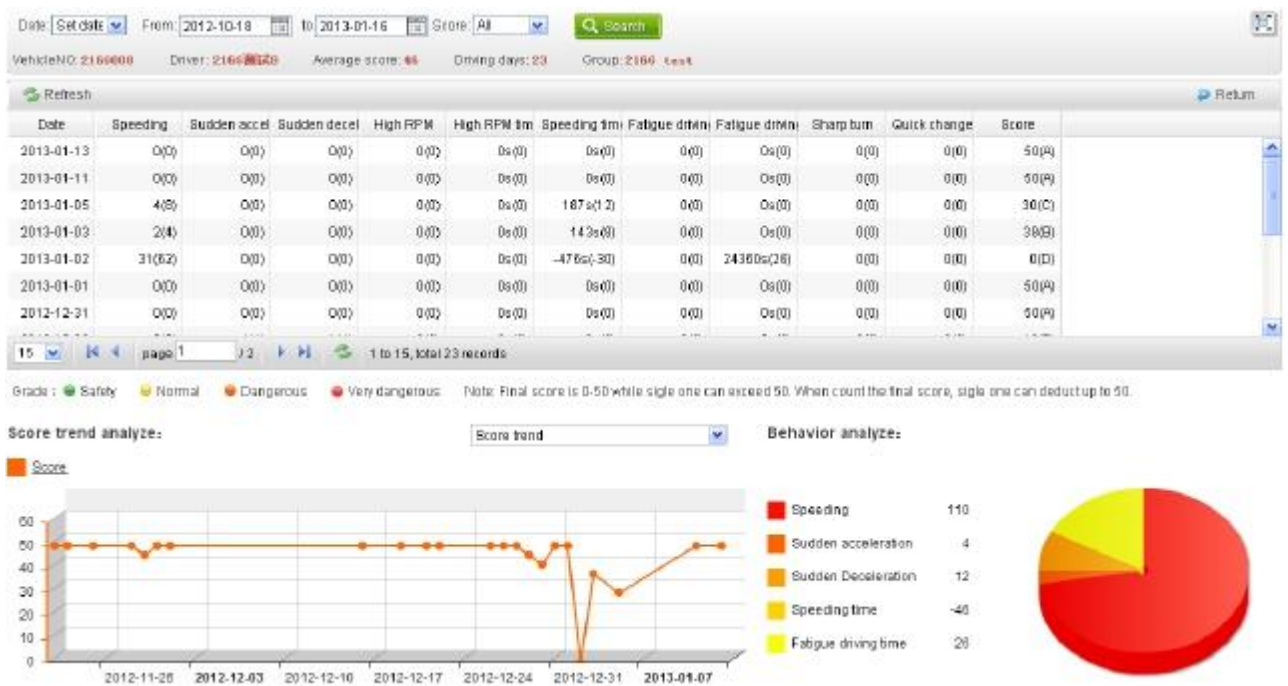 Date: Set date From: 2012-10-18 to 2013-01-16 Score: All Search
VehicleNO: 2166008 Driver: Average score: Driving days: 23 Group: 2166 test
Refresh Return
Date Speeding Sudden accel Sudden decel High RPM High RPM tim Speeding time Fatigue driving Fatigue driving Sharp turn Quick change Score
2013-01-13 0(0) 0(0) 0(0) 0(0) 0s(0) 0s(0) 0(0) 0s(0) 0(0) 0(0) 50(A)
2013-01-11 0(0) 0(0) 0(0) 0(0) 0s(0) 0s(0) 0(0) 0s(0) 0(0) 0(0) 50(A)
2013-01-05 4(8) 0(0) 0(0) 0(0) 0s(0) 187s(12) 0(0) 0s(0) 0(0) 0(0) 30(C)
2013-01-03 2(4) 0(0) 0(0) 0(0) 0s(0) 143s(8) 0(0) 0s(0) 0(0) 0(0) 38(B)
2013-01-02 31(62) 0(0) 0(0) 0(0) 0s(0) -476s(-30) 0(0) 24360s(26) 0(0) 0(0) 0(D)
2013-01-01 0(0) 0(0) 0(0) 0(0) 0s(0) 0s(0) 0(0) 0s(0) 0(0) 0(0) 50(A)
2012-12-31 0(0) 0(0) 0(0) 0(0) 0s(0) 0s(0) 0(0) 0s(0) 0(0) 0(0) 50(A)
15 page 1 / 2 1 to 15, total 23 records
Grade : Safety Normal Dangerous Very dangerous Note: Final score is 0-50 while sigle one can exceed 50. When count the final score, sigle one can deduct up to 50.
Score trend analyze: Score trend Behavior analyze:
Score
60
50
40
30
20
10
0
2012-11-26 2012-12-03 2012-12-10 2012-12-17 2012-12-24 2012-12-31 2013-01-07
Speeding 110
Sudden acceleration 4
Sudden Deceleration 12
Speeding time -46
Fatigue driving time 26